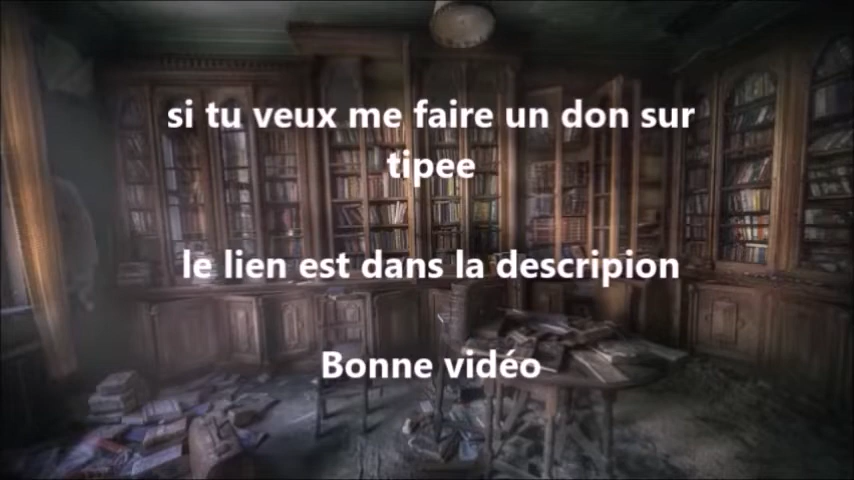 si tu veux me faire un don sur
tipee
le lien est dans la descripion
Bonne vidéo